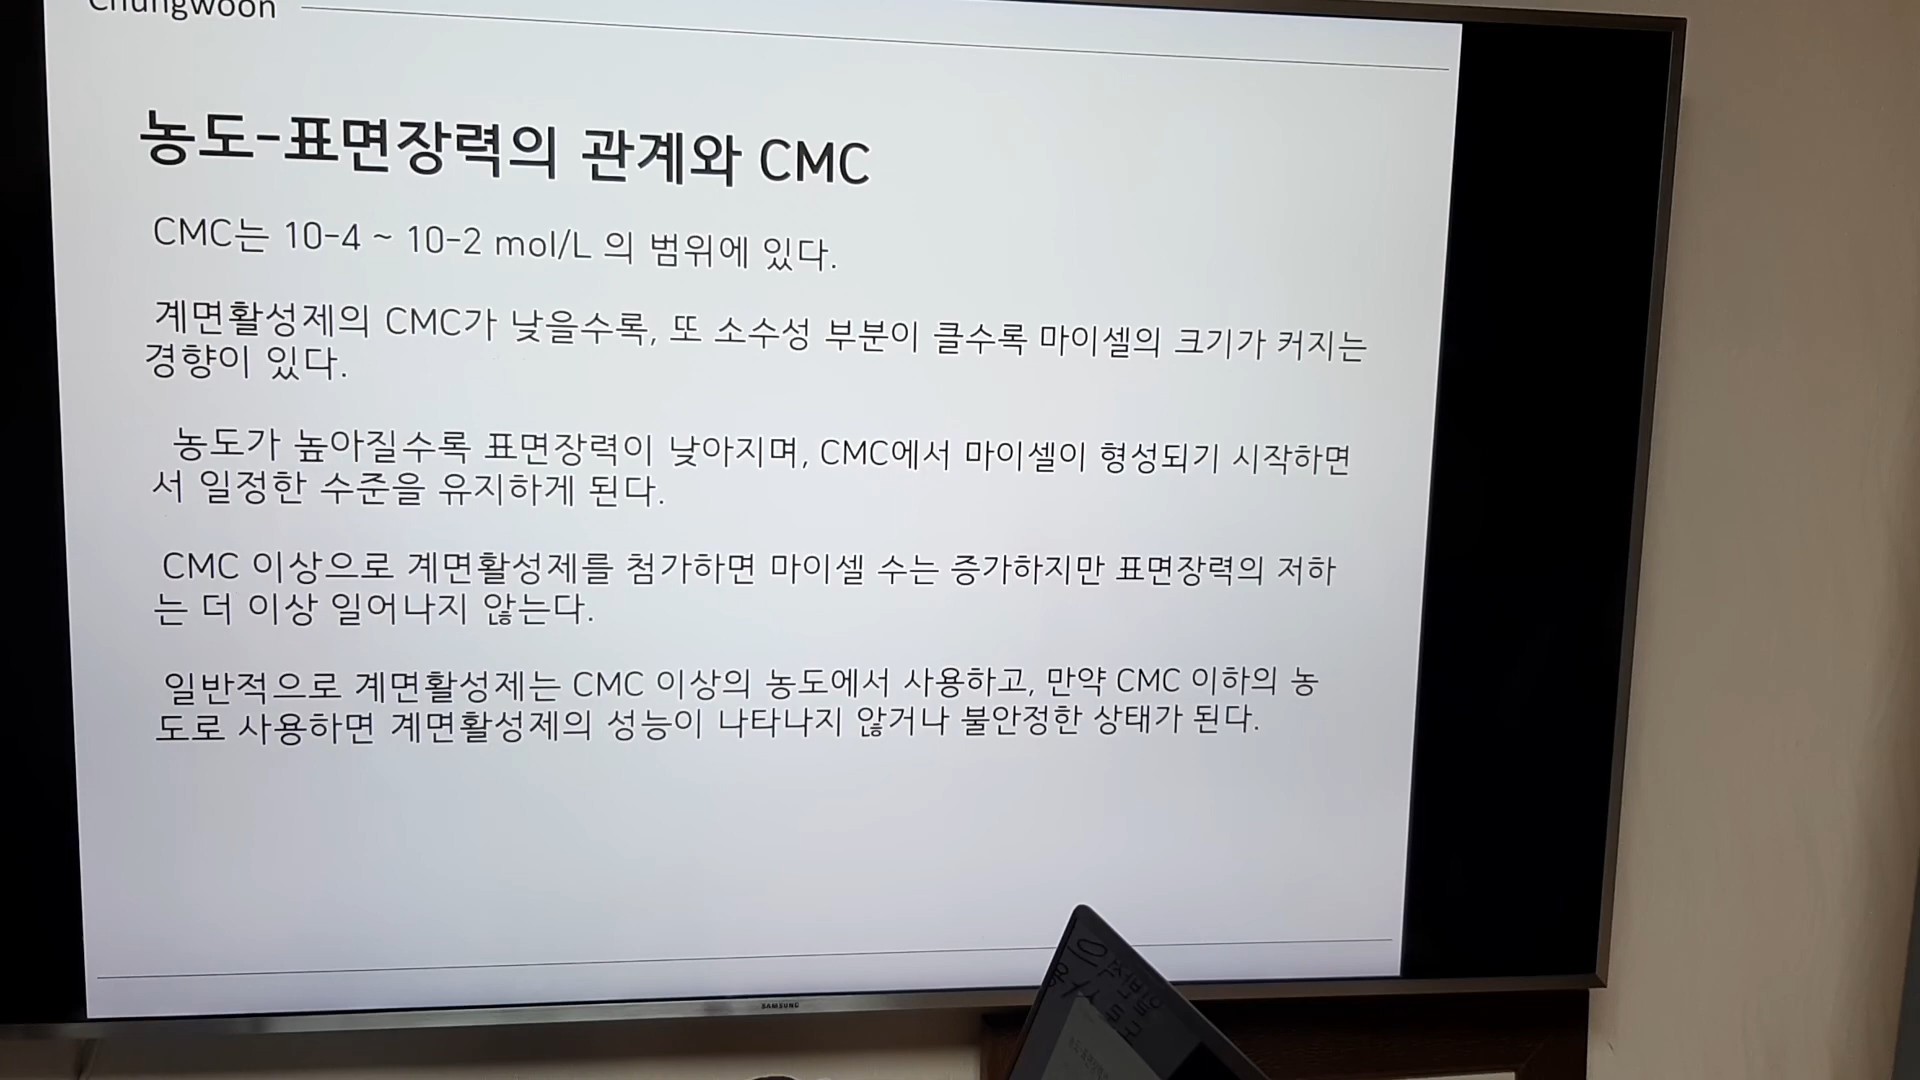 Chungwoon
농도-표면장력의 관계와 CMC
CMC는 10-4 ~ 10-2 mol/L 의 범위에 있다.
계면활성제의 CMC가 낮을수록, 또 소수성 부분이 클수록 마이셀의 크기가 커지는
경향이 있다.
농도가 높아질수록 표면장력이 낮아지며, CMC에서 마이셀이 형성되기 시작하면
서 일정한 수준을 유지하게 된다.
CMC 이상으로 계면활성제를 첨가하면 마이셀 수는 증가하지만 표면장력의 저하
는 더 이상 일어나지 않는다.
일반적으로 계면활성제는 CMC 이상의 농도에서 사용하고, 만약 CMC 이하의 농
도로 사용하면 계면활성제의 성능이 나타나지 않거나 불안정한 상태가 된다.
SAMSUNG